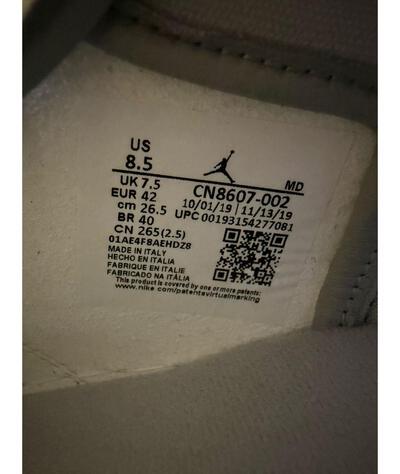 US
8.5
UK 7.5
EUR 42
cm 26.5
BR 40
CN 265(2.5)
01AE4F8AEHDZ8
MADE IN ITALY
HECHO EN ITALIA
FABRIQUE EN ITALIE
FABRICADO NA ITÁLIA
This product is covered by one or more patents:
www.nike.com/patentsvirtualmarking
MD
CN8607-002
10/01/19 | 11/13/19
UPC 00193154277081